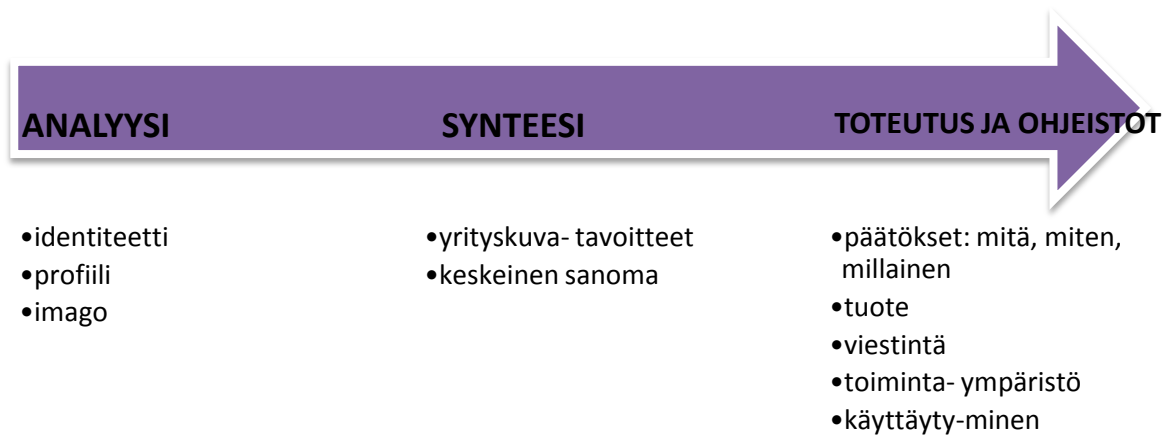 ANALYYSI
•identiteetti
•profiili
•imago
SYNTEESI
•yrityskuva- tavoitteet
•keskeinen sanoma
TOTEUTUS JA OHJEISTOT
•päätökset: mitä, miten,
millainen
•tuote
•viestintä
•toiminta- ympäristö
•käyttäyty-minen